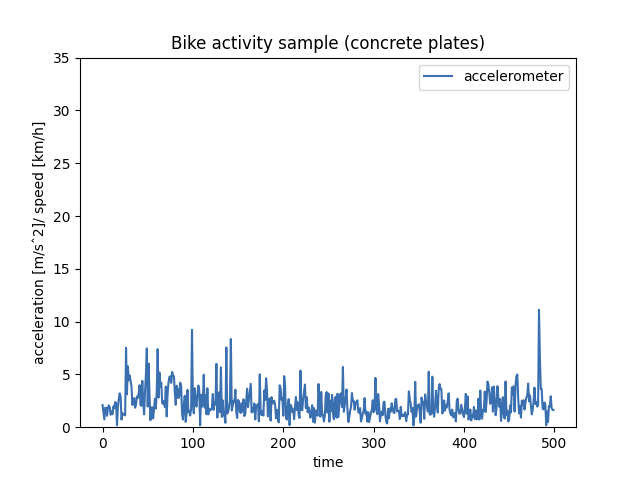 Bike activity sample (concrete plates)
accelerometer
acceleration [m/sˆ2]/ speed [km/h]
35
30
25
20
15
10
5
0
0 100 200 300 400 500
time